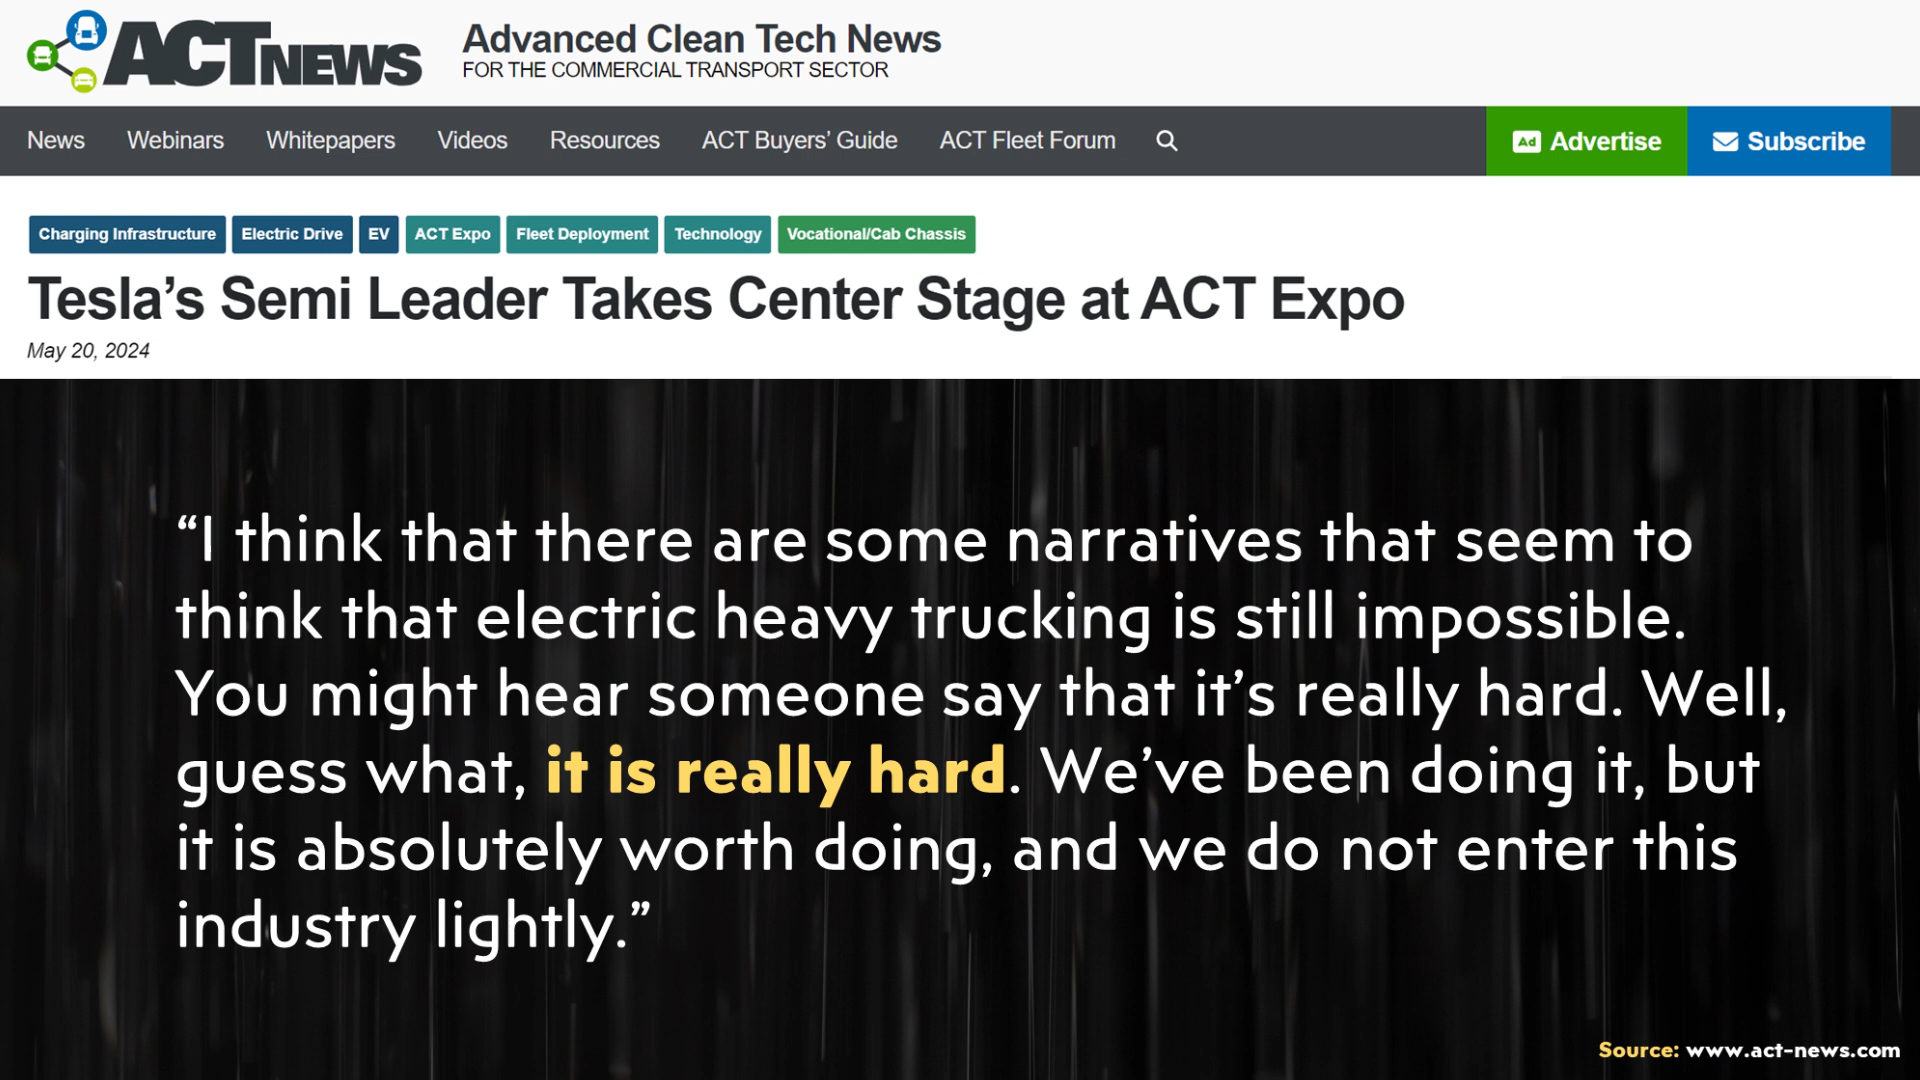 ACT NEWS
Advanced Clean Tech News
FOR THE COMMERCIAL TRANSPORT SECTOR
News Webinars Whitepapers Videos Resources ACT Buyers’ Guide ACT Fleet Forum Ad Advertise Subscribe
Charging Infrastructure Electric Drive EV ACT Expo Fleet Deployment Technology Vocational/Cab Chassis
Tesla’s Semi Leader Takes Center Stage at ACT Expo
May 20, 2024
“I think that there are some narratives that seem to
think that electric heavy trucking is still impossible.
You might hear someone say that it’s really hard. Well,
guess what, it is really hard. We’ve been doing it, but
it is absolutely worth doing, and we do not enter this
industry lightly.”
Source: www.act-news.com